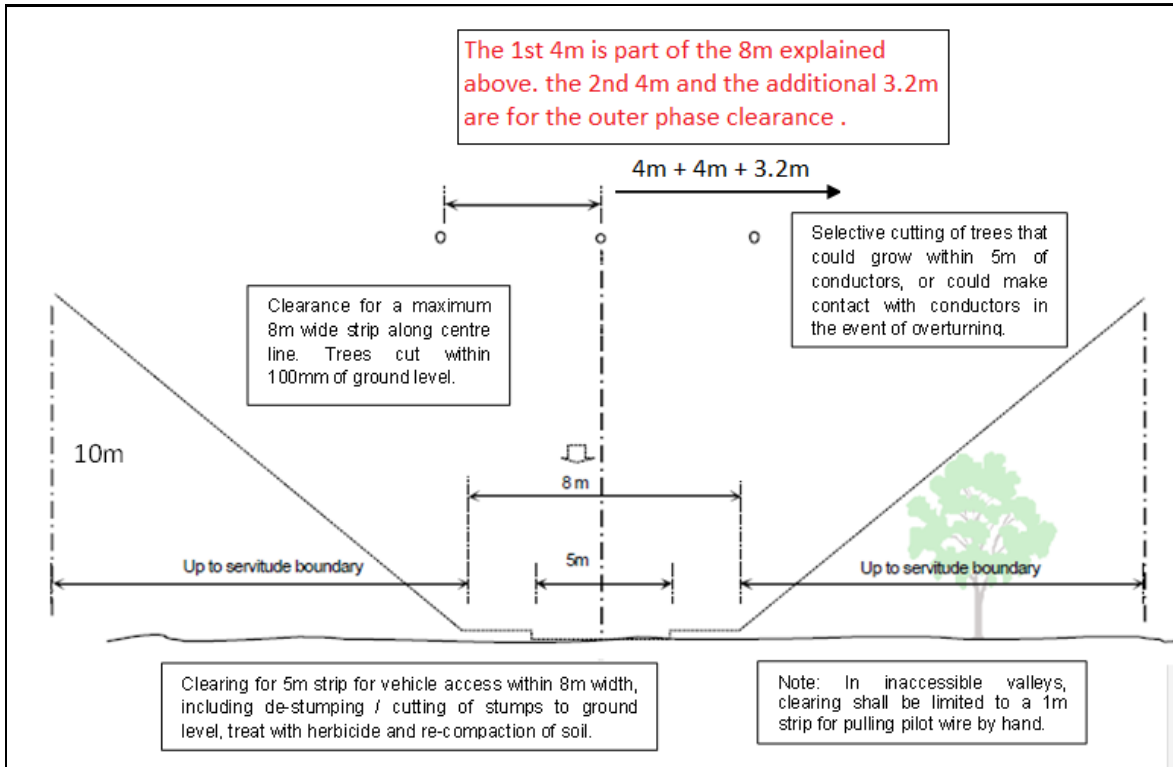 The 1st 4m is part of the 8m explained
above. the 2nd 4m and the additional 3.2m
are for the outer phase clearance .
4m + 4m + 3.2m
Selective cutting of trees that
could grow within 5m of
conductors, or could make
contact with conductors in
the event of overturning.
Clearance for a maximum
8m wide strip along centre
line. Trees cut within
100mm of ground level.
10m
8 m
Up to servitude boundary
5m
Up to servitude boundary
Clearing for 5m strip for vehicle access within 8m width,
including de-stumping / cutting of stumps to ground
level, treat with herbicide and re-compaction of soil.
Note: In inaccessible valleys,
clearing shall be limited to a 1m
strip for pulling pilot wire by hand.